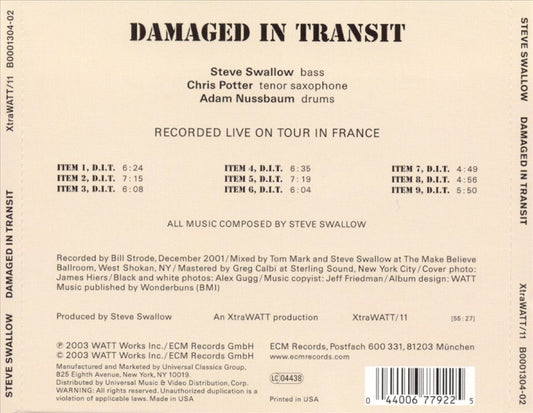 DAMAGED IN TRANSIT
Steve Swallow bass
Chris Potter tenor saxophone
Adam Nussbaum drums
RECORDED LIVE ON TOUR IN FRANCE
ITEM 1, D.I.T. 6:24
ITEM 2, D.I.T. 7:15
ITEM 3, D.I.T. 6:08
ITEM 4, D.I.T. 6:35
ITEM 5, D.I.T. 7:19
ITEM 6, D.I.T. 6:04
ITEM 7, D.I.T. 4:49
ITEM 8, D.I.T. 4:56
ITEM 9, D.I.T. 5:50
ALL MUSIC COMPOSED BY STEVE SWALLOW
Recorded by Bill Strode, December 2001/Mixed by Tom Mark and Steve Swallow at The Make Believe
Ballroom, West Shokan, NY/Mastered by Greg Calbi at Sterling Sound, New York City/Cover photo:
James Hiers/Black and white photos: Alex Gugg/Music copyist: Jeff Friedman/Album design: WATT
Music published by Wonderbuns (BMI)
Produced by Steve Swallow An XtraWATT production XtraWATT/11 [55:27]
℗ 2003 WATT Works Inc./ECM Records GmbH
© 2003 WATT Works Inc./ECM Records GmbH
Manufactured and Marketed by Universal Classics Group,
825 Eighth Avenue, New York, NY 10019.
Distributed by Universal Music & Video Distribution, Corp.
WARNING: All rights reserved. Unauthorized duplication is a
violation of applicable laws. Made in USA
ECM Records, Postfach 600 331, 81203 München
www.ecmrecords.com
LC 04438
Printed in USA
0 44006 77922 5
STEVE SWALLOW DAMAGED IN TRANSIT XtraWATT/11 B0001304-02
STEVE SWALLOW DAMAGED IN TRANSIT XtraWATT/11 B0001304-02